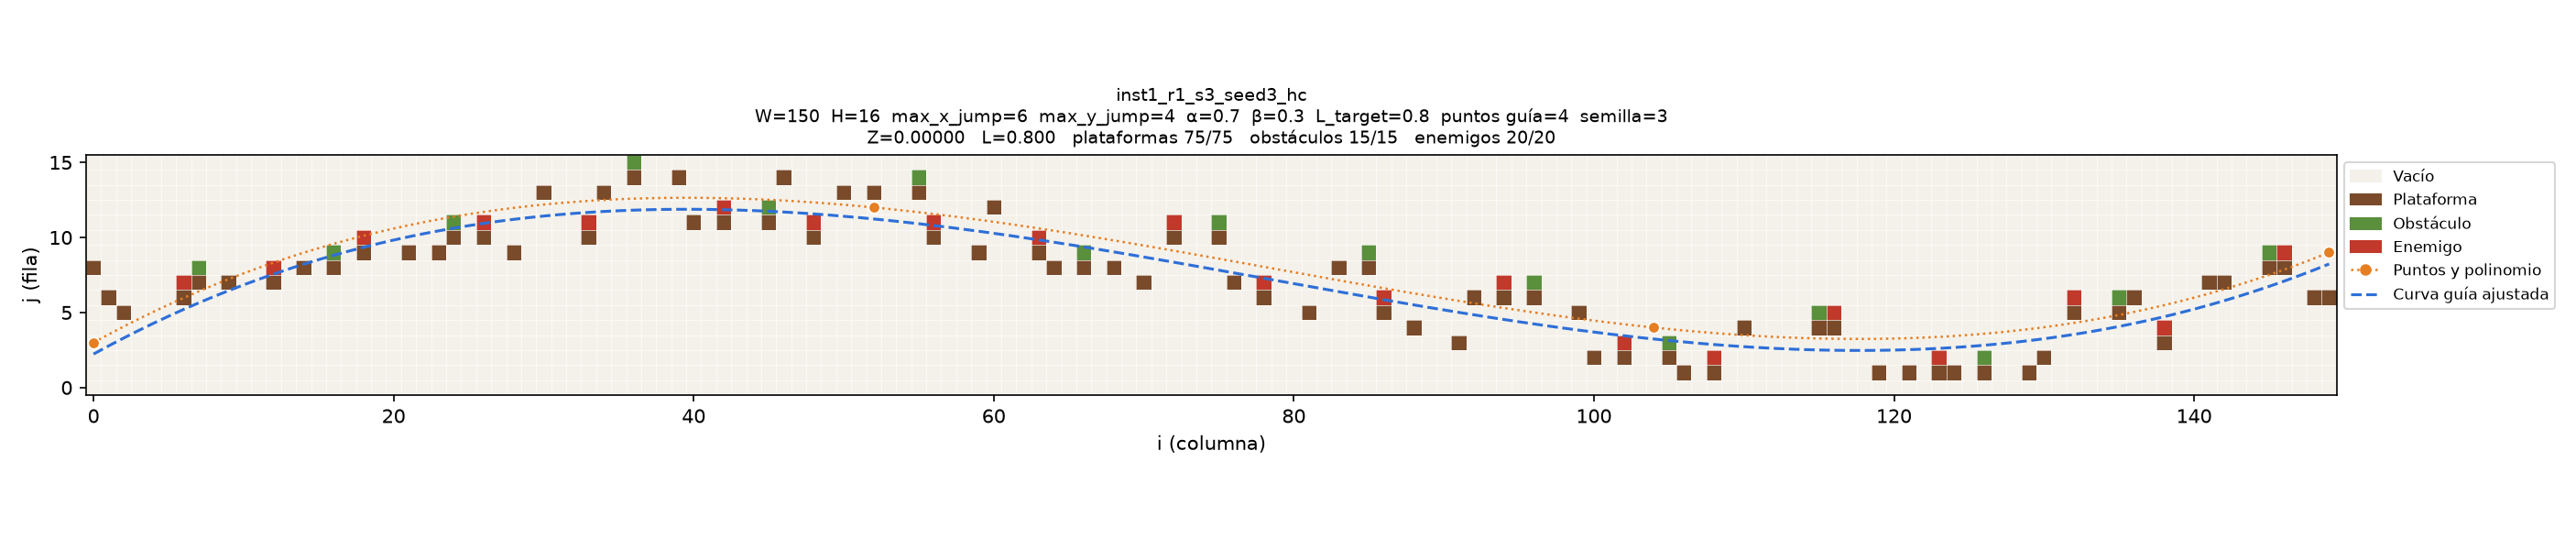 inst1_r1_s3_seed3_hc
W=150  H=16  max_x_jump=6  max_y_jump=4  α=0.7  β=0.3  L_target=0.8  puntos guía=4  semilla=3
Z=0.00000   L=0.800   plataformas 75/75   obstáculos 15/15   enemigos 20/20
15
10
5
0
j (fila)
0 20 40 60 80 100 120 140
i (columna)
Vacío
Plataforma
Obstáculo
Enemigo
Puntos y polinomio
Curva guía ajustada